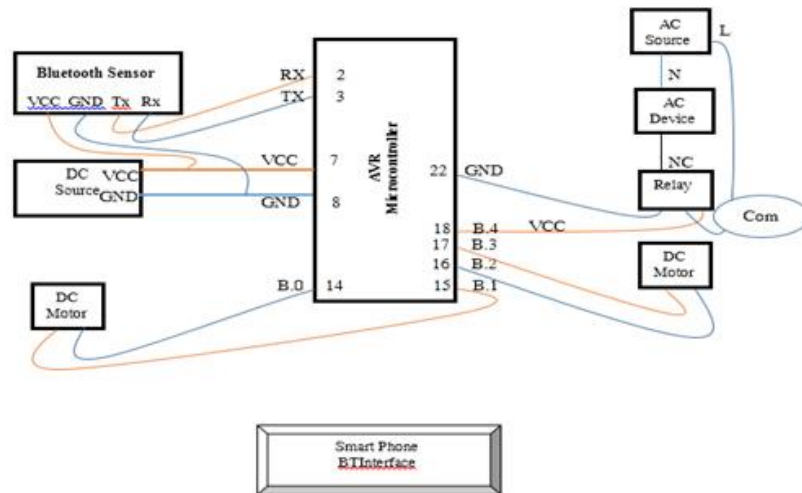 Bluetooth Sensor
VCC GND Tx Rx
DC
Source
VCC
GND
RX
TX
VCC
GND
2
3
7
8
AVR
Microcontroller
22
18
17
16
15
14
GND
B.4
VCC
B.3
B.2
B.1
B.0
AC
Source
L
N
AC
Device
NC
Relay
Com
DC
Motor
DC
Motor
Smart Phone
BTInterface